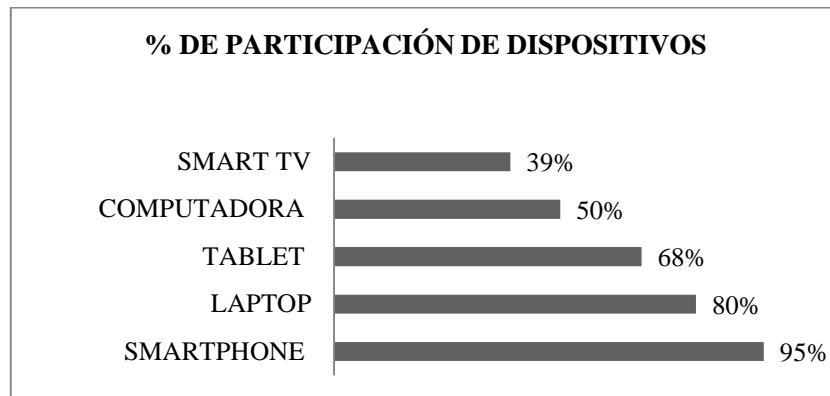 % DE PARTICIPACIÓN DE DISPOSITIVOS
SMART TV 39%
COMPUTADORA 50%
TABLET 68%
LAPTOP 80%
SMARTPHONE 95%